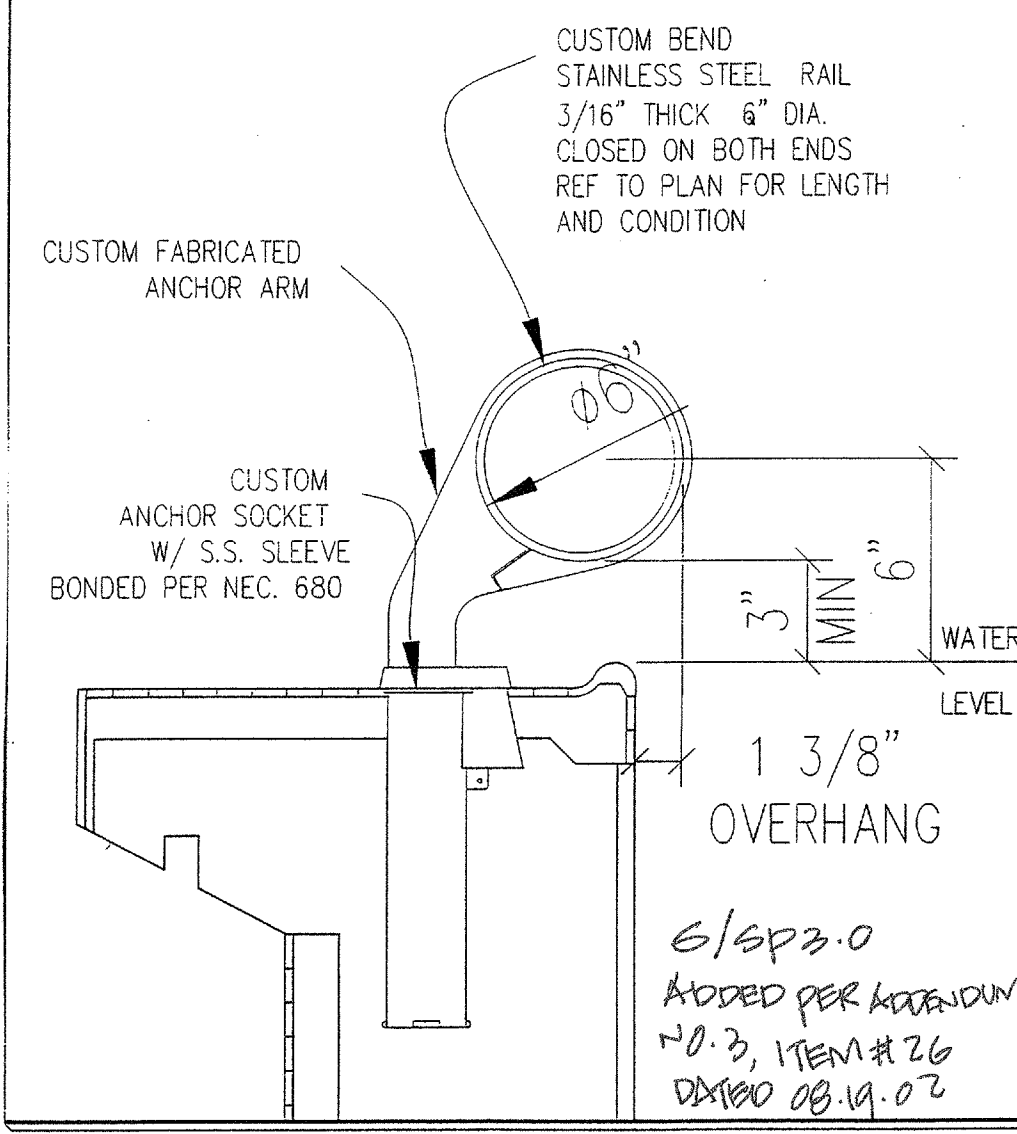 CUSTOM BEND
STAINLESS STEEL RAIL
3/16" THICK 6" DIA.
CLOSED ON BOTH ENDS
REF TO PLAN FOR LENGTH
AND CONDITION
CUSTOM FABRICATED
ANCHOR ARM
Ø6"
CUSTOM
ANCHOR SOCKET
W/ S.S. SLEEVE
BONDED PER NEC. 680
3"
MIN
6"
WATER
LEVEL
1 3/8"
OVERHANG
/SP3.0
ADDED PER ADDENDUM
NO.3, ITEM #26
DATED 08.19.02